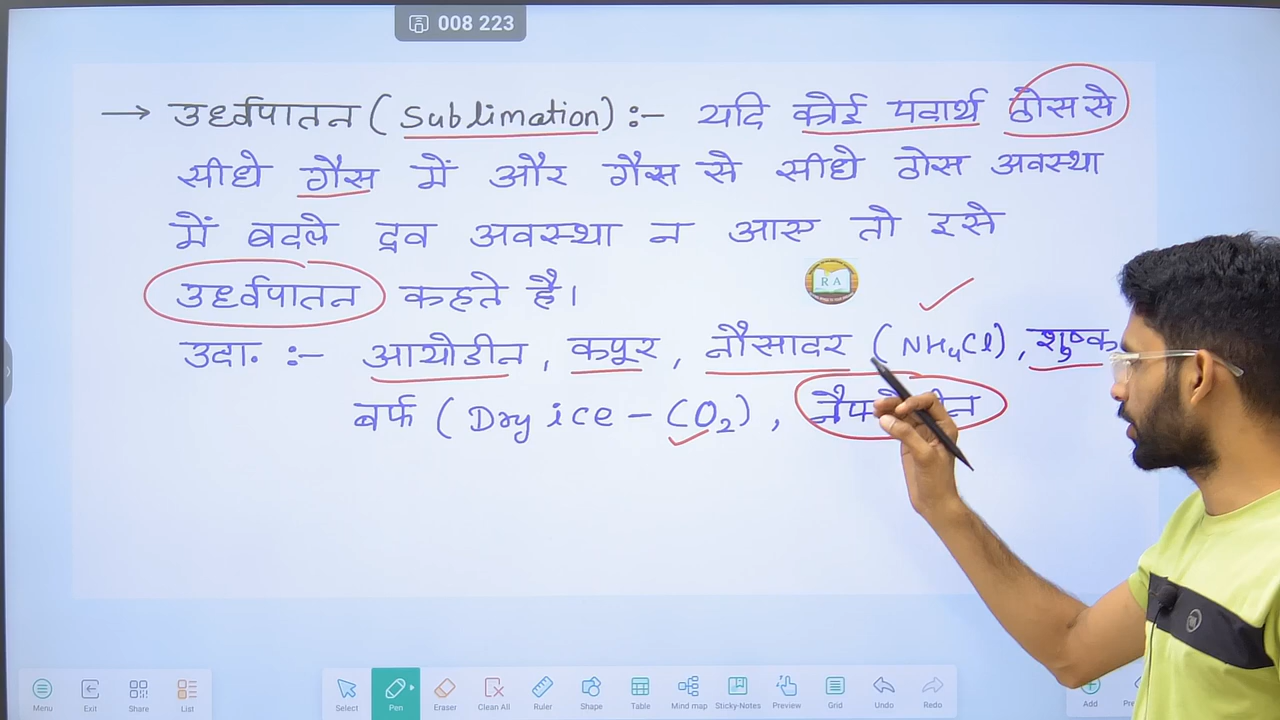 008 223
→ उर्ध्वपातन ( Sublimation ) :- यदि कोई पदार्थ ठोस से
सीधे गैस में और गैस से सीधे ठोस अवस्था
में बदले द्रव अवस्था न आए तो इसे
उर्ध्वपातन कहते है।
RA
उदा. :- आयोडीन , कपूर , नौसादर ( NH4Cl ) , शुष्क
बर्फ ( Dry ice - CO2 ) ,
Menu Exit Share List Select Pen Eraser Clean All Ruler Shape Table Mind map Sticky-Notes Preview Grid Undo Redo Add